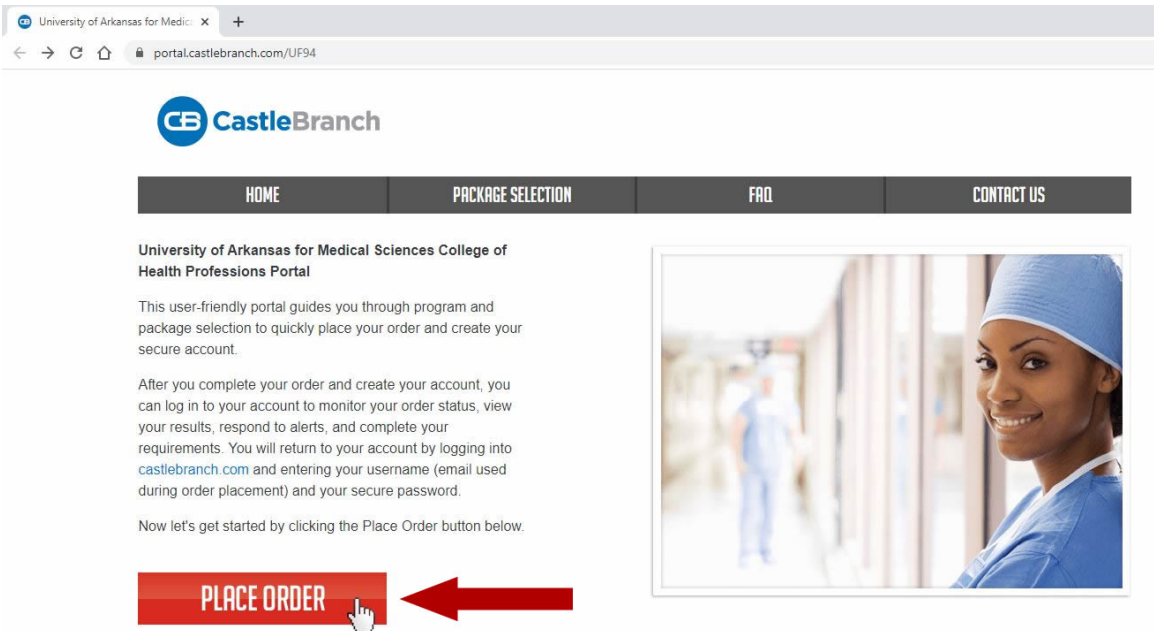 University of Arkansas for Medic
portal.castlebranch.com/UF94
CB CastleBranch
HOME PACKAGE SELECTION FAQ CONTACT US
University of Arkansas for Medical Sciences College of
Health Professions Portal
This user-friendly portal guides you through program and
package selection to quickly place your order and create your
secure account.
After you complete your order and create your account, you
can log in to your account to monitor your order status, view
your results, respond to alerts, and complete your
requirements. You will return to your account by logging into
castlebranch.com and entering your username (email used
during order placement) and your secure password.
Now let's get started by clicking the Place Order button below.
PLACE ORDER